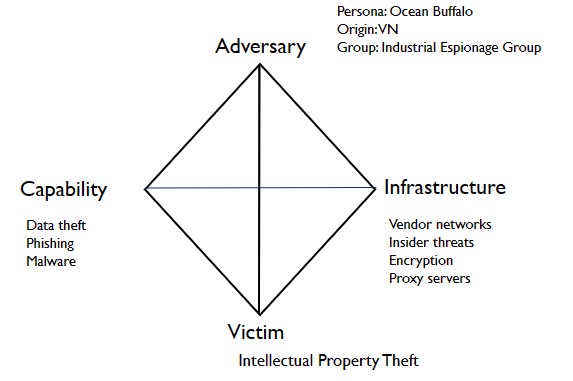 Persona: Ocean Buffalo
Origin:VN
Adversary
Group: Industrial Espionage Group
Capability
Data theft
Phishing
Malware
Infrastructure
Vendor networks
Insider threats
Encryption
Proxy servers
Victim
Intellectual Property Theft